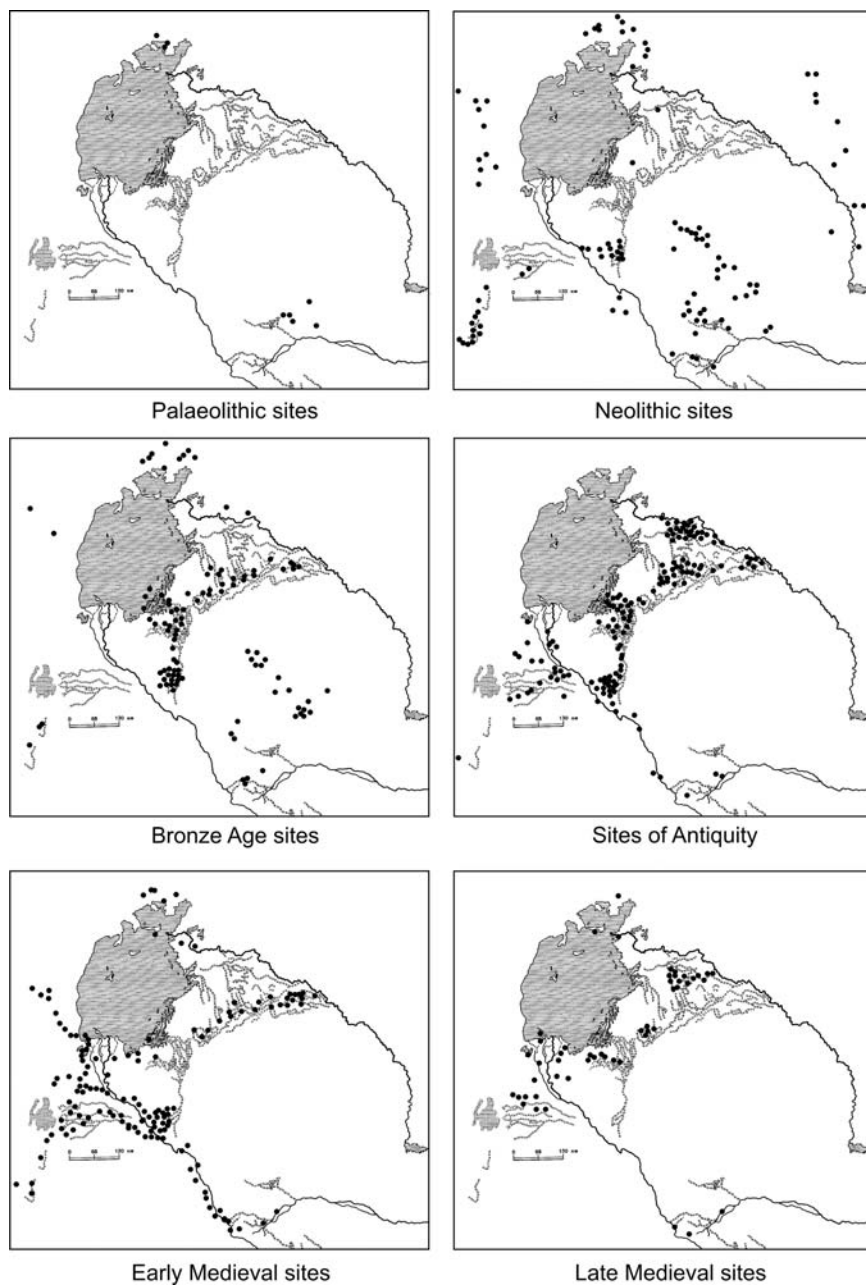 Palaeolithic sites
Neolithic sites
Bronze Age sites
Sites of Antiquity
Early Medieval sites
Late Medieval sites